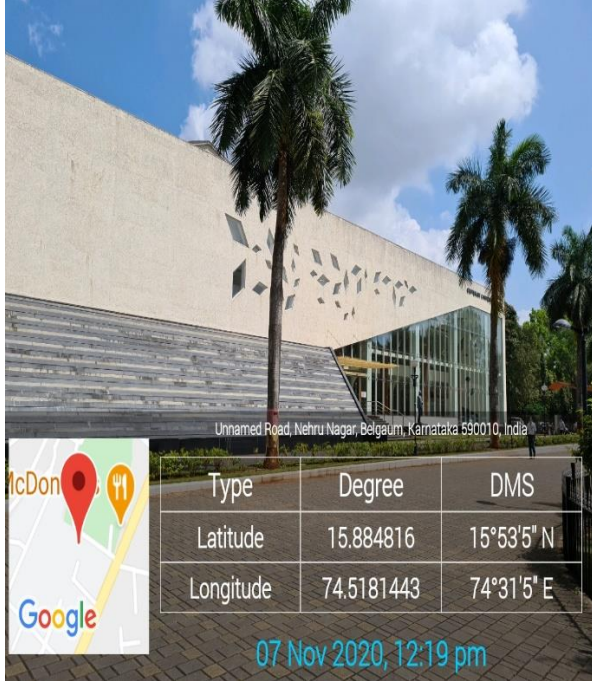 Unnamed Road, Nehru Nagar, Belgaum, Karnataka 590010, India
Type Degree DMS
Latitude 15.884816 15°53'5" N
Longitude 74.5181443 74°31'5" E
McDon s
Google
07 Nov 2020, 12:19 pm